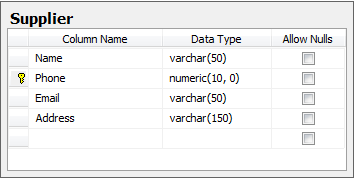 Supplier
Column Name Data Type Allow Nulls
Name varchar(50)
Phone numeric(10, 0)
Email varchar(50)
Address varchar(150)